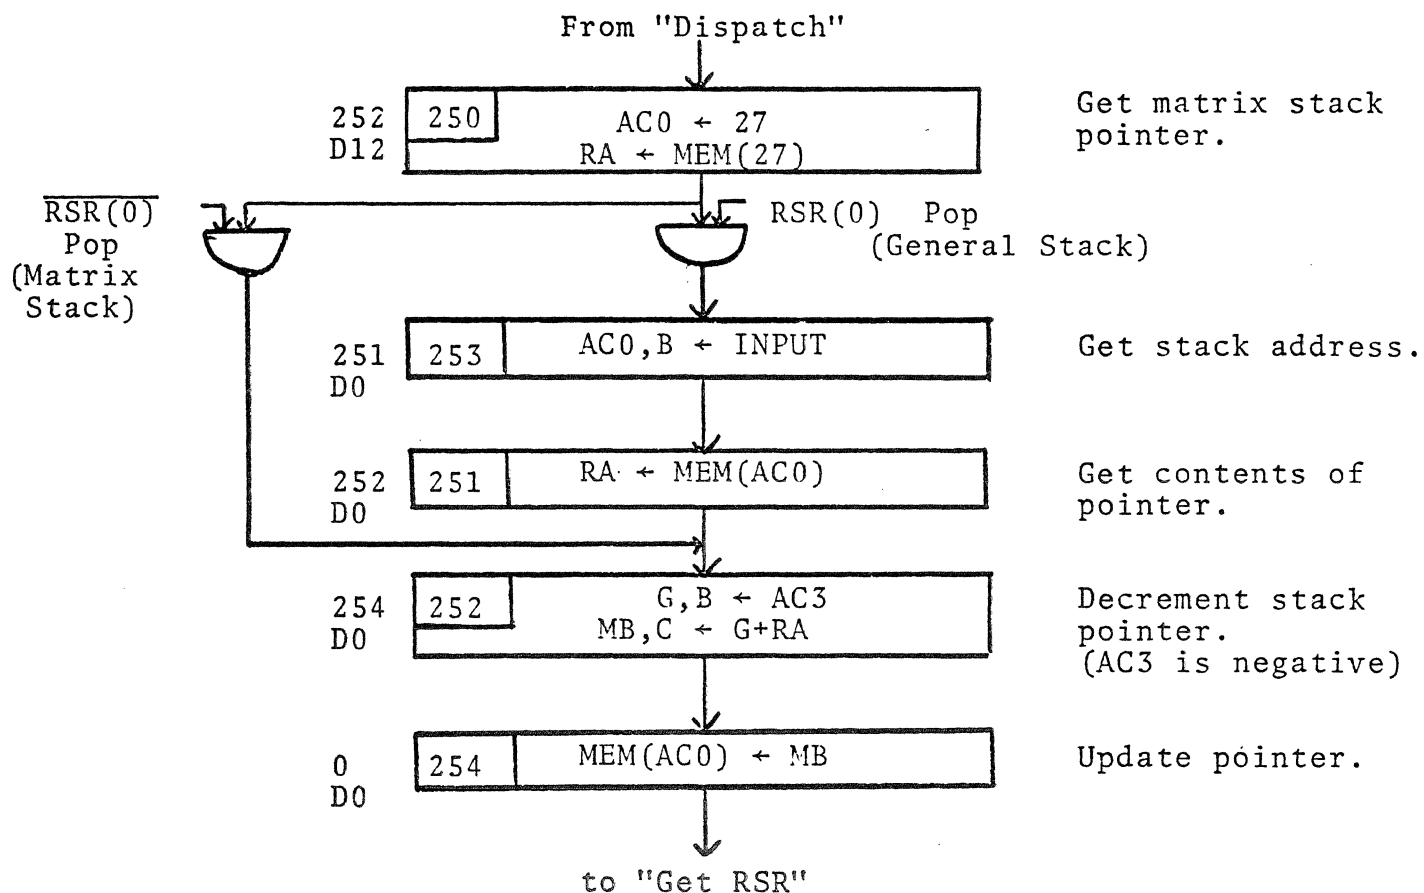 From "Dispatch"
252
D12
250
AC0 ← 27
RA ← MEM(27)
Get matrix stack
pointer.
RSR(0)
Pop
(Matrix
Stack)
RSR(0) Pop
(General Stack)
251
D0
253
AC0,B ← INPUT
Get stack address.
252
D0
251
RA ← MEM(AC0)
Get contents of
pointer.
254
D0
252
G,B ← AC3
MB,C ← G+RA
Decrement stack
pointer.
(AC3 is negative)
0
D0
254
MEM(AC0) ← MB
Update pointer.
to "Get RSR"